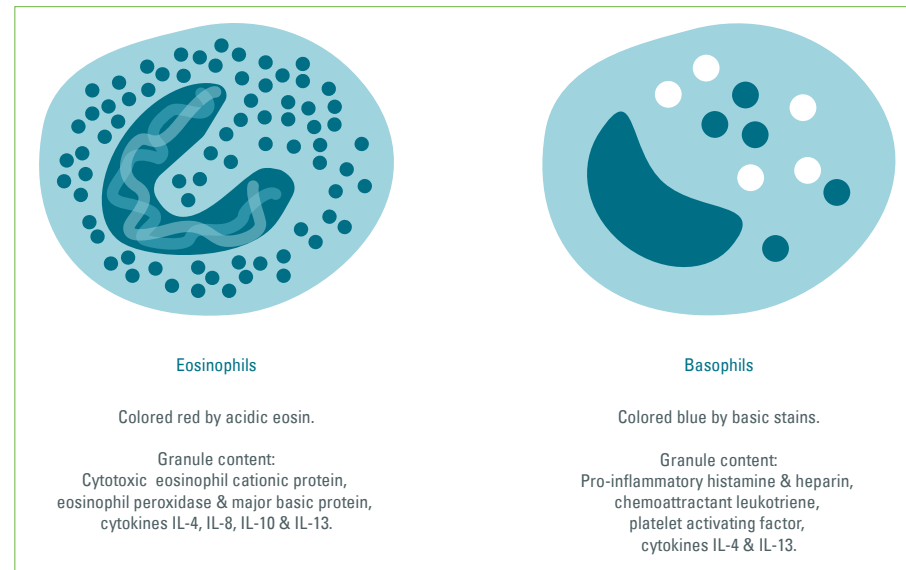 Eosinophils
Colored red by acidic eosin.
Granule content:
Cytotoxic eosinophil cationic protein,
eosinophil peroxidase & major basic protein,
cytokines IL-4, IL-8, IL-10 & IL-13.
Basophils
Colored blue by basic stains.
Granule content:
Pro-inflammatory histamine & heparin,
chemoattractant leukotriene,
platelet activating factor,
cytokines IL-4 & IL-13.